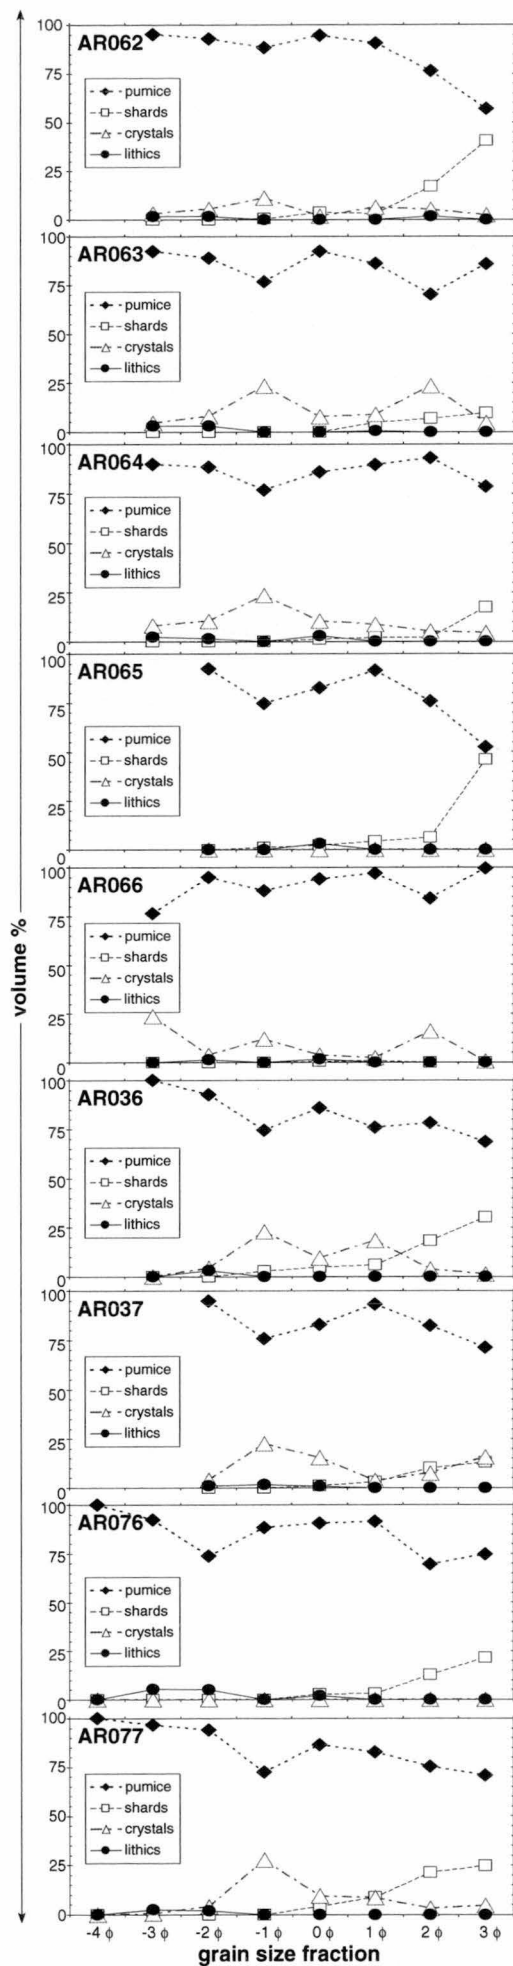 100
AR062
75
pumice
shards
50
crystals
lithics
25
0
100
AR063
75
pumice
shards
50
crystals
lithics
25
0
100
AR064
75
pumice
shards
50
crystals
lithics
25
0
100
AR065
75
pumice
shards
50
crystals
lithics
25
0
100
AR066
75
pumice
shards
50
crystals
lithics
25
0
100
AR036
75
pumice
shards
50
crystals
lithics
25
0
100
AR037
75
pumice
shards
50
crystals
lithics
25
0
100
AR076
75
pumice
shards
50
crystals
lithics
25
0
100
AR077
75
pumice
shards
50
crystals
lithics
25
0
-4 ϕ -3 ϕ -2 ϕ -1 ϕ 0 ϕ 1 ϕ 2 ϕ 3 ϕ
grain size fraction
volume %